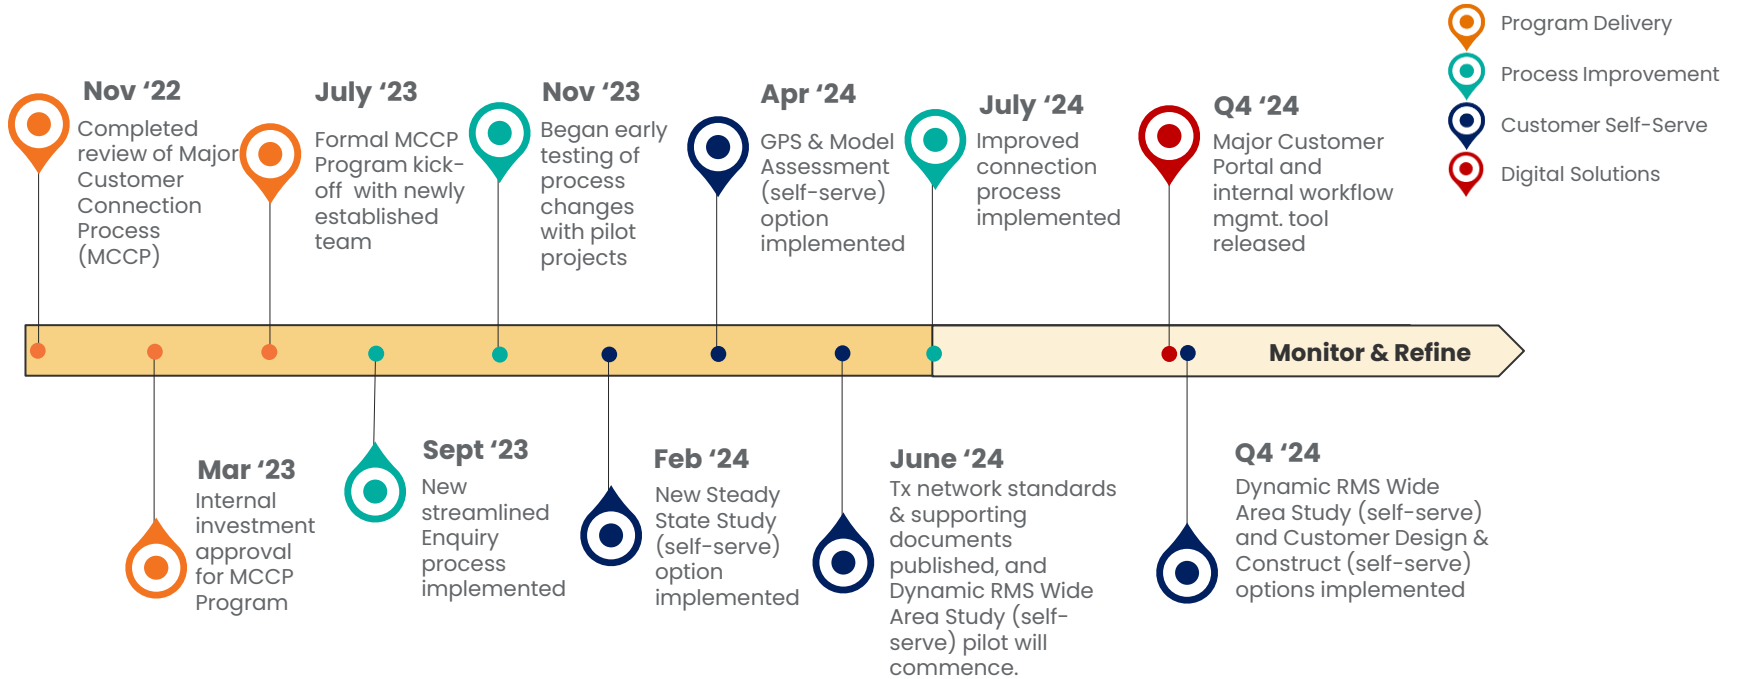 Program Delivery
Process Improvement
Customer Self-Serve
Digital Solutions
Nov ‘22
Completed
review of Major
Customer
Connection
Process
(MCCP)
July ‘23
Formal MCCP
Program kick-
off with newly
established
team
Nov ‘23
Began early
testing of
process
changes
with pilot
projects
Apr ‘24
GPS & Model
Assessment
(self-serve)
option
implemented
July ‘24
Improved
connection
process
implemented
Q4 ‘24
Major Customer
Portal and
internal workflow
mgmt. tool
released
Monitor & Refine
Mar ‘23
Internal
investment
approval
for MCCP
Program
Sept ‘23
New
streamlined
Enquiry
process
implemented
Feb ‘24
New Steady
State Study
(self-serve)
option
implemented
June ‘24
Tx network standards
& supporting
documents
published, and
Dynamic RMS Wide
Area Study (self-
serve) pilot will
commence.
Q4 ‘24
Dynamic RMS Wide
Area Study (self-serve)
and Customer Design &
Construct (self-serve)
options implemented